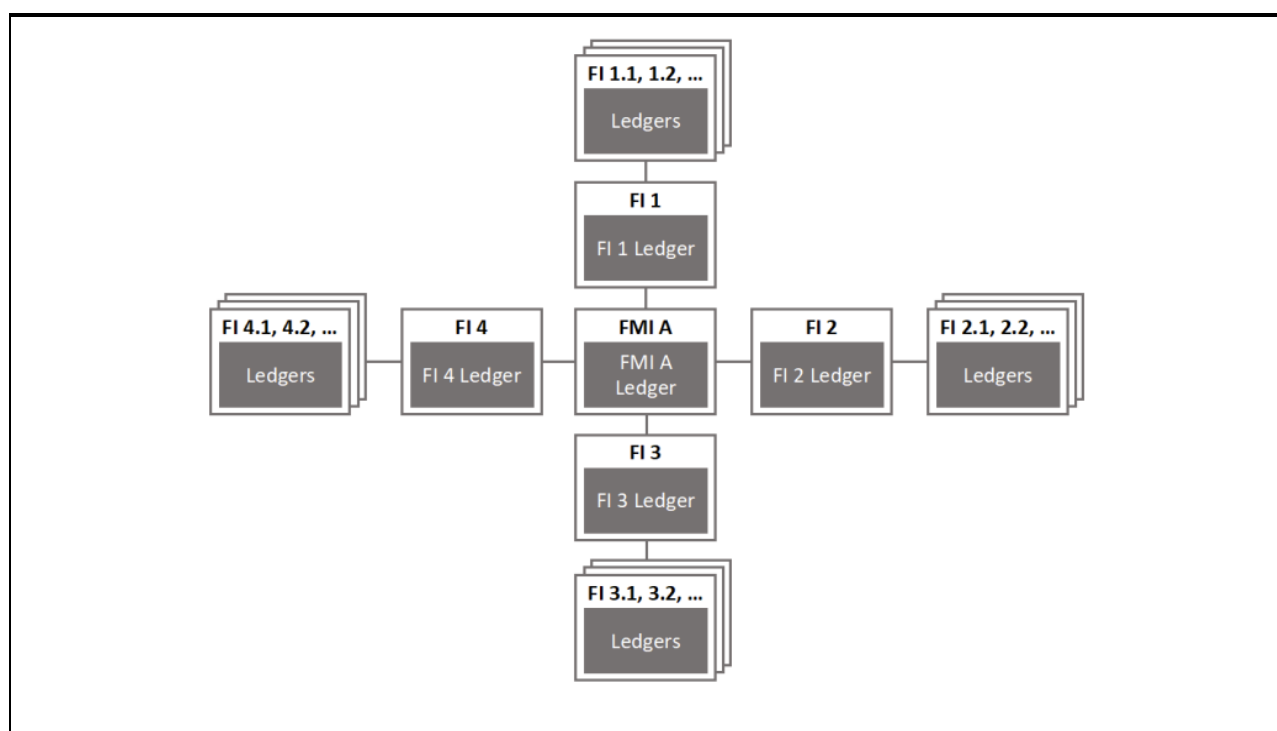 FI 1.1, 1.2, ...
Ledgers
FI 1
FI 1 Ledger
FI 4.1, 4.2, ...
Ledgers
FI 4
FI 4 Ledger
FMI A
FMI A
Ledger
FI 2
FI 2 Ledger
FI 2.1, 2.2, ...
Ledgers
FI 3
FI 3 Ledger
FI 3.1, 3.2, ...
Ledgers